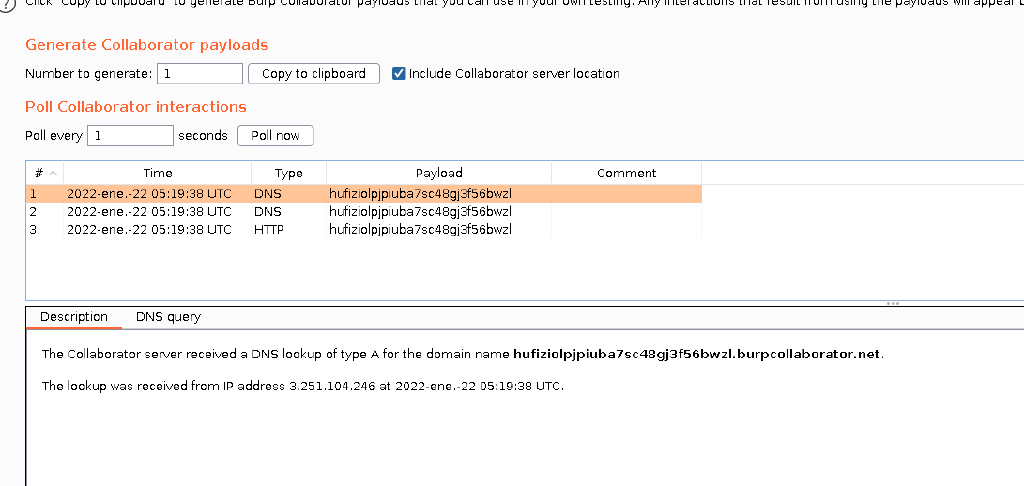 Click "Copy to clipboard" to generate Burp Collaborator payloads that you can use in your own testing. Any interactions that result from using the payloads will appear
Generate Collaborator payloads
Number to generate: 1 Copy to clipboard Include Collaborator server location
Poll Collaborator interactions
Poll every 1 seconds Poll now
# Time Type Payload Comment
1 2022-ene.-22 05:19:38 UTC DNS hufiziolpjpiuba7sc48gj3f56bwzl
2 2022-ene.-22 05:19:38 UTC DNS hufiziolpjpiuba7sc48gj3f56bwzl
3 2022-ene.-22 05:19:38 UTC HTTP hufiziolpjpiuba7sc48gj3f56bwzl
Description DNS query
The Collaborator server received a DNS lookup of type A for the domain name hufiziolpjpiuba7sc48gj3f56bwzl.burpcollaborator.net.
The lookup was received from IP address 3.251.104.246 at 2022-ene.-22 05:19:38 UTC.